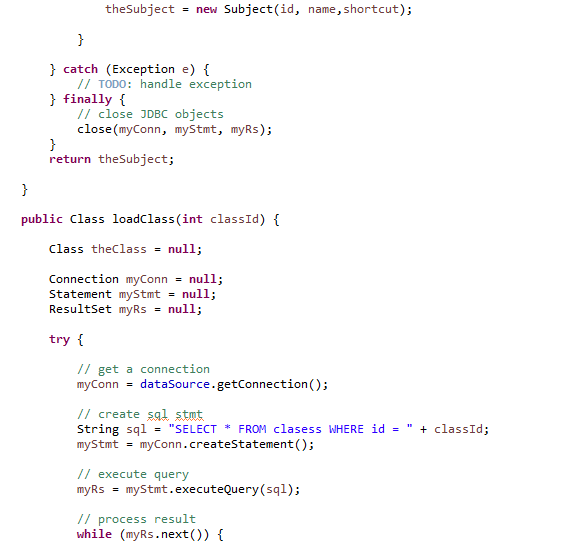 theSubject = new Subject(id, name,shortcut);
}
} catch (Exception e) {
// TODO: handle exception
} finally {
// close JDBC objects
close(myConn, myStmt, myRs);
}
return theSubject;
}
public Class loadClass(int classId) {
Class theClass = null;
Connection myConn = null;
Statement myStmt = null;
ResultSet myRs = null;
try {
// get a connection
myConn = dataSource.getConnection();
// create sql stmt
String sql = "SELECT * FROM clasess WHERE id = " + classId;
myStmt = myConn.createStatement();
// execute query
myRs = myStmt.executeQuery(sql);
// process result
while (myRs.next()) {